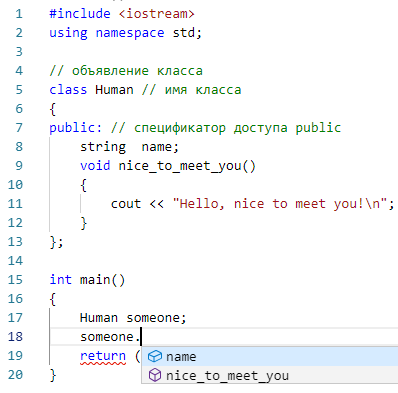 1 #include <iostream>
2 using namespace std;
3
4 // объявление класса
5 class Human // имя класса
6 {
7 public: // спецификатор доступа public
8 string  name;
9 void nice_to_meet_you()
10 {
11 cout << "Hello, nice to meet you!\n";
12 }
13 };
14
15 int main()
16 {
17 Human someone;
18 someone.
19 return (
name
20 }
nice_to_meet_you